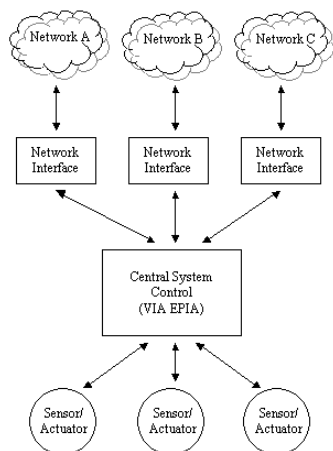 Network A
Network B
Network C
Network
Interface
Network
Interface
Network
Interface
Central System
Control
(VIA EPIA)
Sensor/
Actuator
Sensor/
Actuator
Sensor/
Actuator